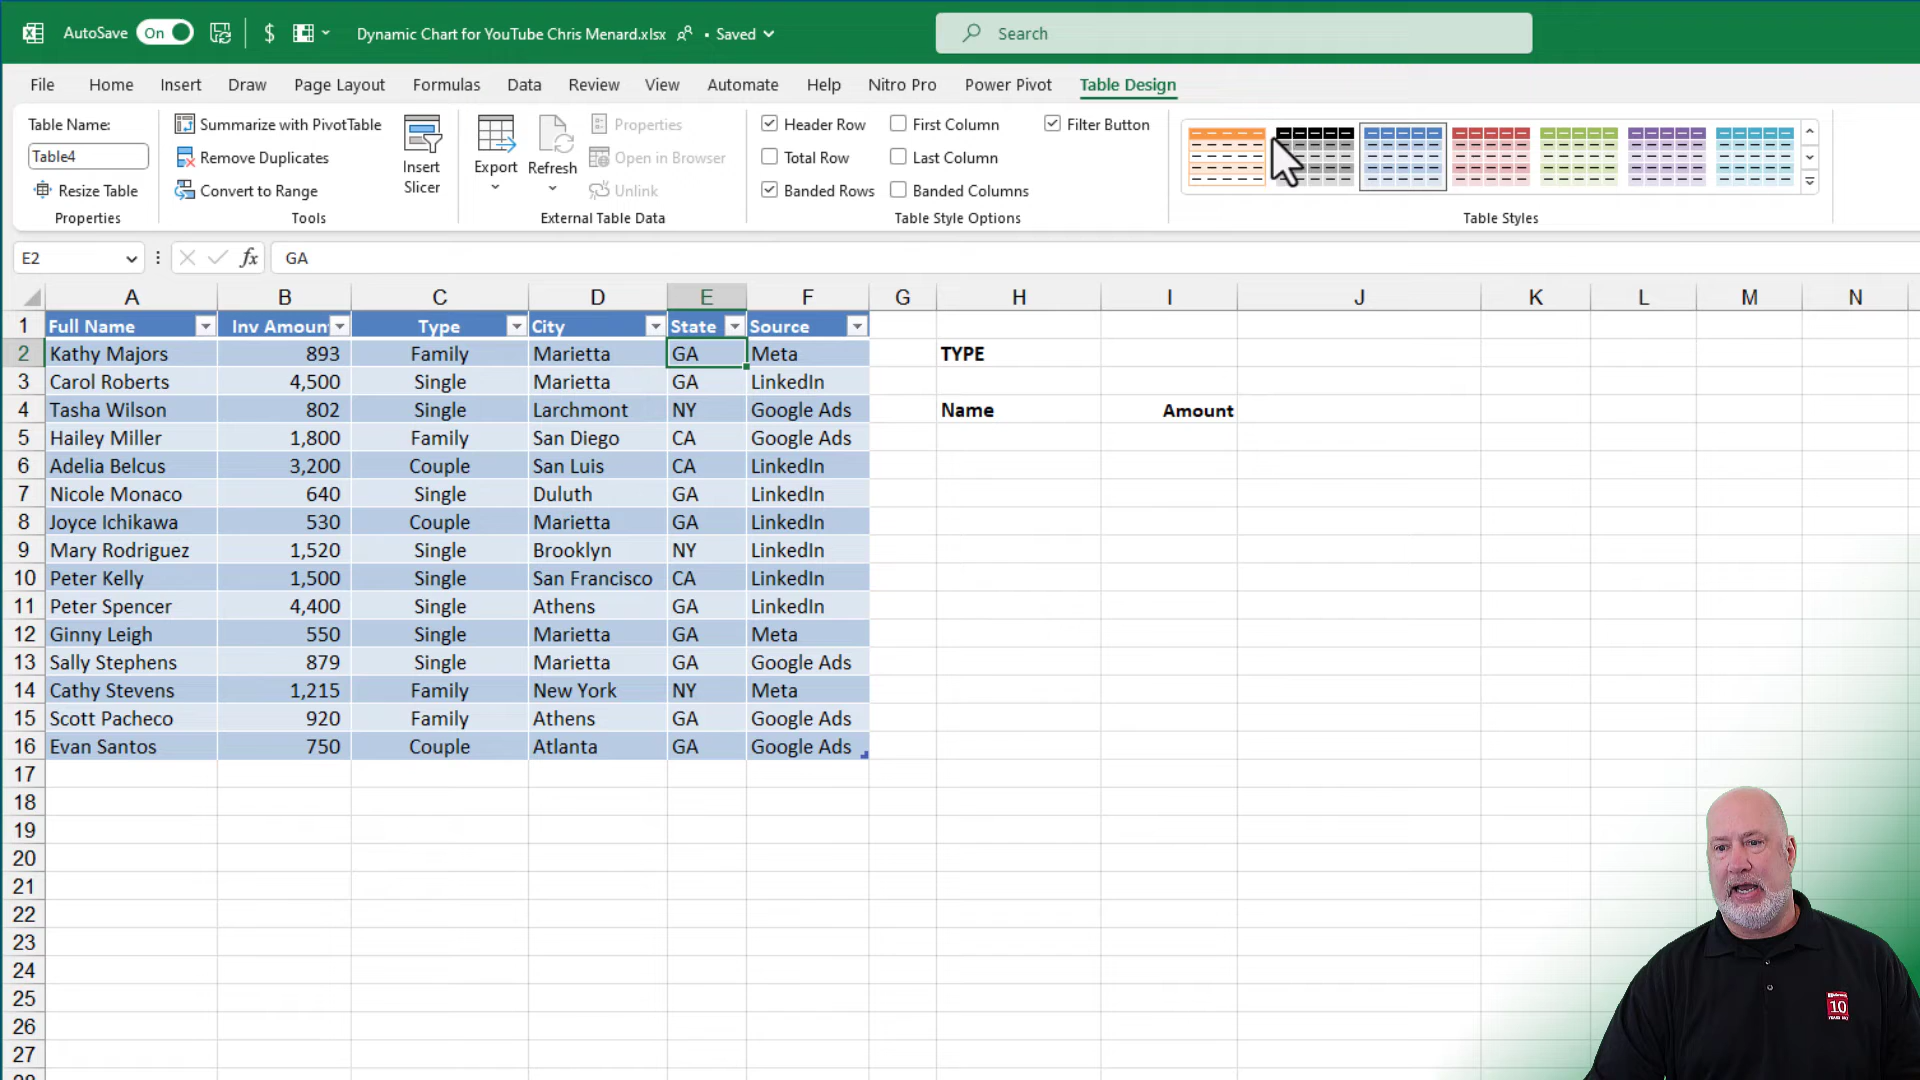 AutoSave On $ Dynamic Chart for YouTube Chris Menard.xlsx • Saved Search
File Home Insert Draw Page Layout Formulas Data Review View Automate Help Nitro Pro Power Pivot Table Design
Table Name: Summarize with PivotTable Properties Header Row First Column Filter Button
Table4 Remove Duplicates Insert Slicer Export Refresh Open in Browser Total Row Last Column
Resize Table Convert to Range Unlink Banded Rows Banded Columns
Properties Tools External Table Data Table Style Options Table Styles
E2 fx GA
A B C D E F G H I J K L M N
1 Full Name Inv Amoun Type City State Source
2 Kathy Majors 893 Family Marietta GA Meta TYPE
3 Carol Roberts 4,500 Single Marietta GA LinkedIn
4 Tasha Wilson 802 Single Larchmont NY Google Ads Name Amount
5 Hailey Miller 1,800 Family San Diego CA Google Ads
6 Adelia Belcus 3,200 Couple San Luis CA LinkedIn
7 Nicole Monaco 640 Single Duluth GA LinkedIn
8 Joyce Ichikawa 530 Couple Marietta GA LinkedIn
9 Mary Rodriguez 1,520 Single Brooklyn NY LinkedIn
10 Peter Kelly 1,500 Single San Francisco CA LinkedIn
11 Peter Spencer 4,400 Single Athens GA LinkedIn
12 Ginny Leigh 550 Single Marietta GA Meta
13 Sally Stephens 879 Single Marietta GA Google Ads
14 Cathy Stevens 1,215 Family New York NY Meta
15 Scott Pacheco 920 Family Athens GA Google Ads
16 Evan Santos 750 Couple Atlanta GA Google Ads
17
18
19
20
21
22
23
24
25
26
27
28
10